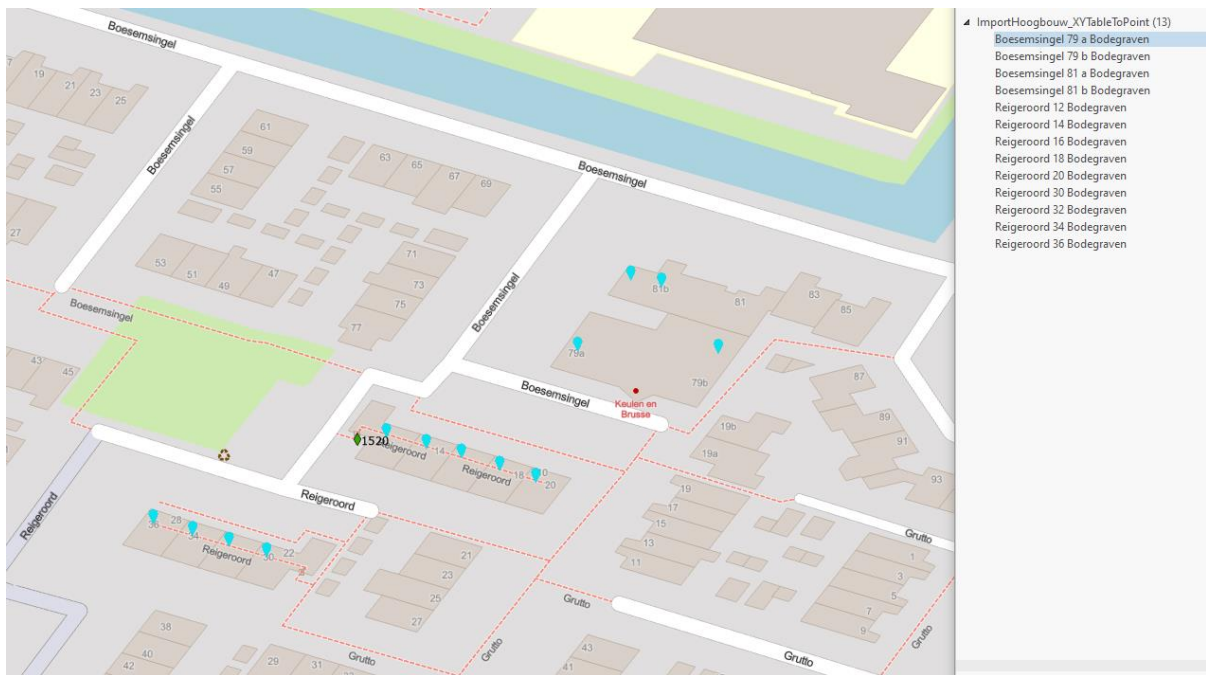 Boesemsingel
19
21
23
25
61
59
57
55
63
65
67
69
Boesemsingel
Boesemsingel
27
53
51
49
47
71
73
75
77
Boesemsingel
Boesemsingel
81b
81
83
85
79a
79b
Boesemsingel
Keulen en
Brusse
43
45
87
89
91
93
19b
19a
1520
Reigeroord
14
Reigeroord
18
10
20
Reigeroord
Reigeroord
36
28
34
Reigeroord
30
22
2
19
17
15
13
11
21
23
25
27
Grutto
1
3
5
7
9
Grutto
Grutto
Grutto
Grutto
Grutto
38
40
42
29
31
33
43
41
ImportHoogbouw_XYTableToPoint (13)
Boesemsingel 79 a Bodegraven
Boesemsingel 79 b Bodegraven
Boesemsingel 81 a Bodegraven
Boesemsingel 81 b Bodegraven
Reigeroord 12 Bodegraven
Reigeroord 14 Bodegraven
Reigeroord 16 Bodegraven
Reigeroord 18 Bodegraven
Reigeroord 20 Bodegraven
Reigeroord 30 Bodegraven
Reigeroord 32 Bodegraven
Reigeroord 34 Bodegraven
Reigeroord 36 Bodegraven